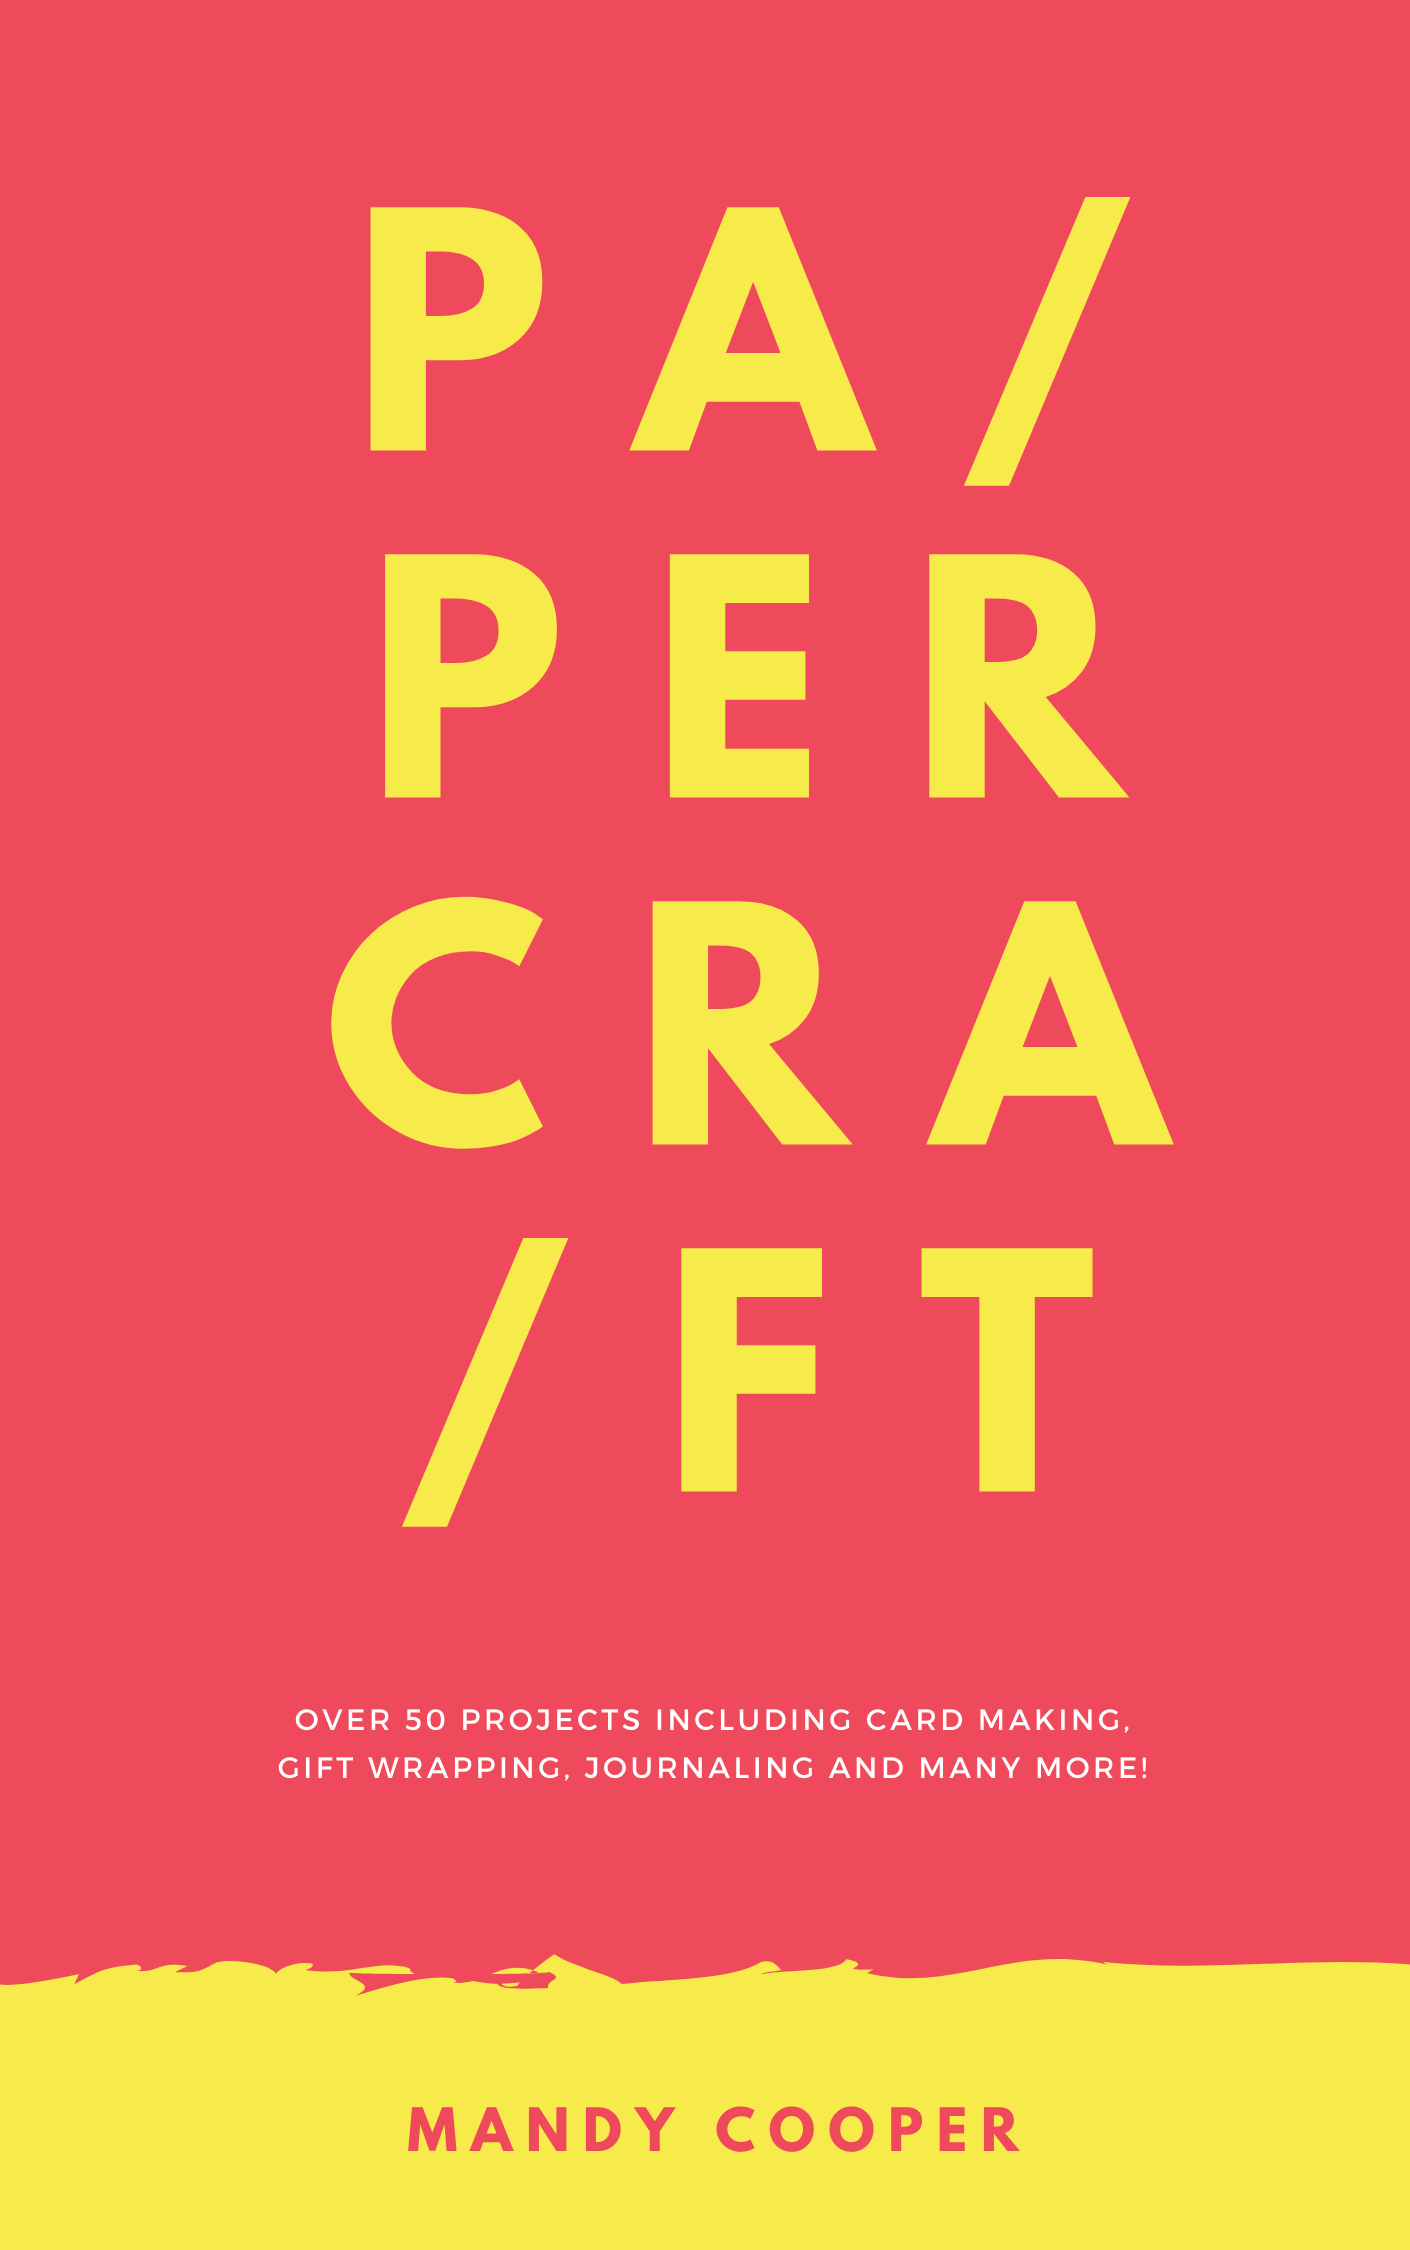 PA/
PER
CRA
/FT
OVER 50 PROJECTS INCLUDING CARD MAKING,
GIFT WRAPPING, JOURNALING AND MANY MORE!
MANDY COOPER